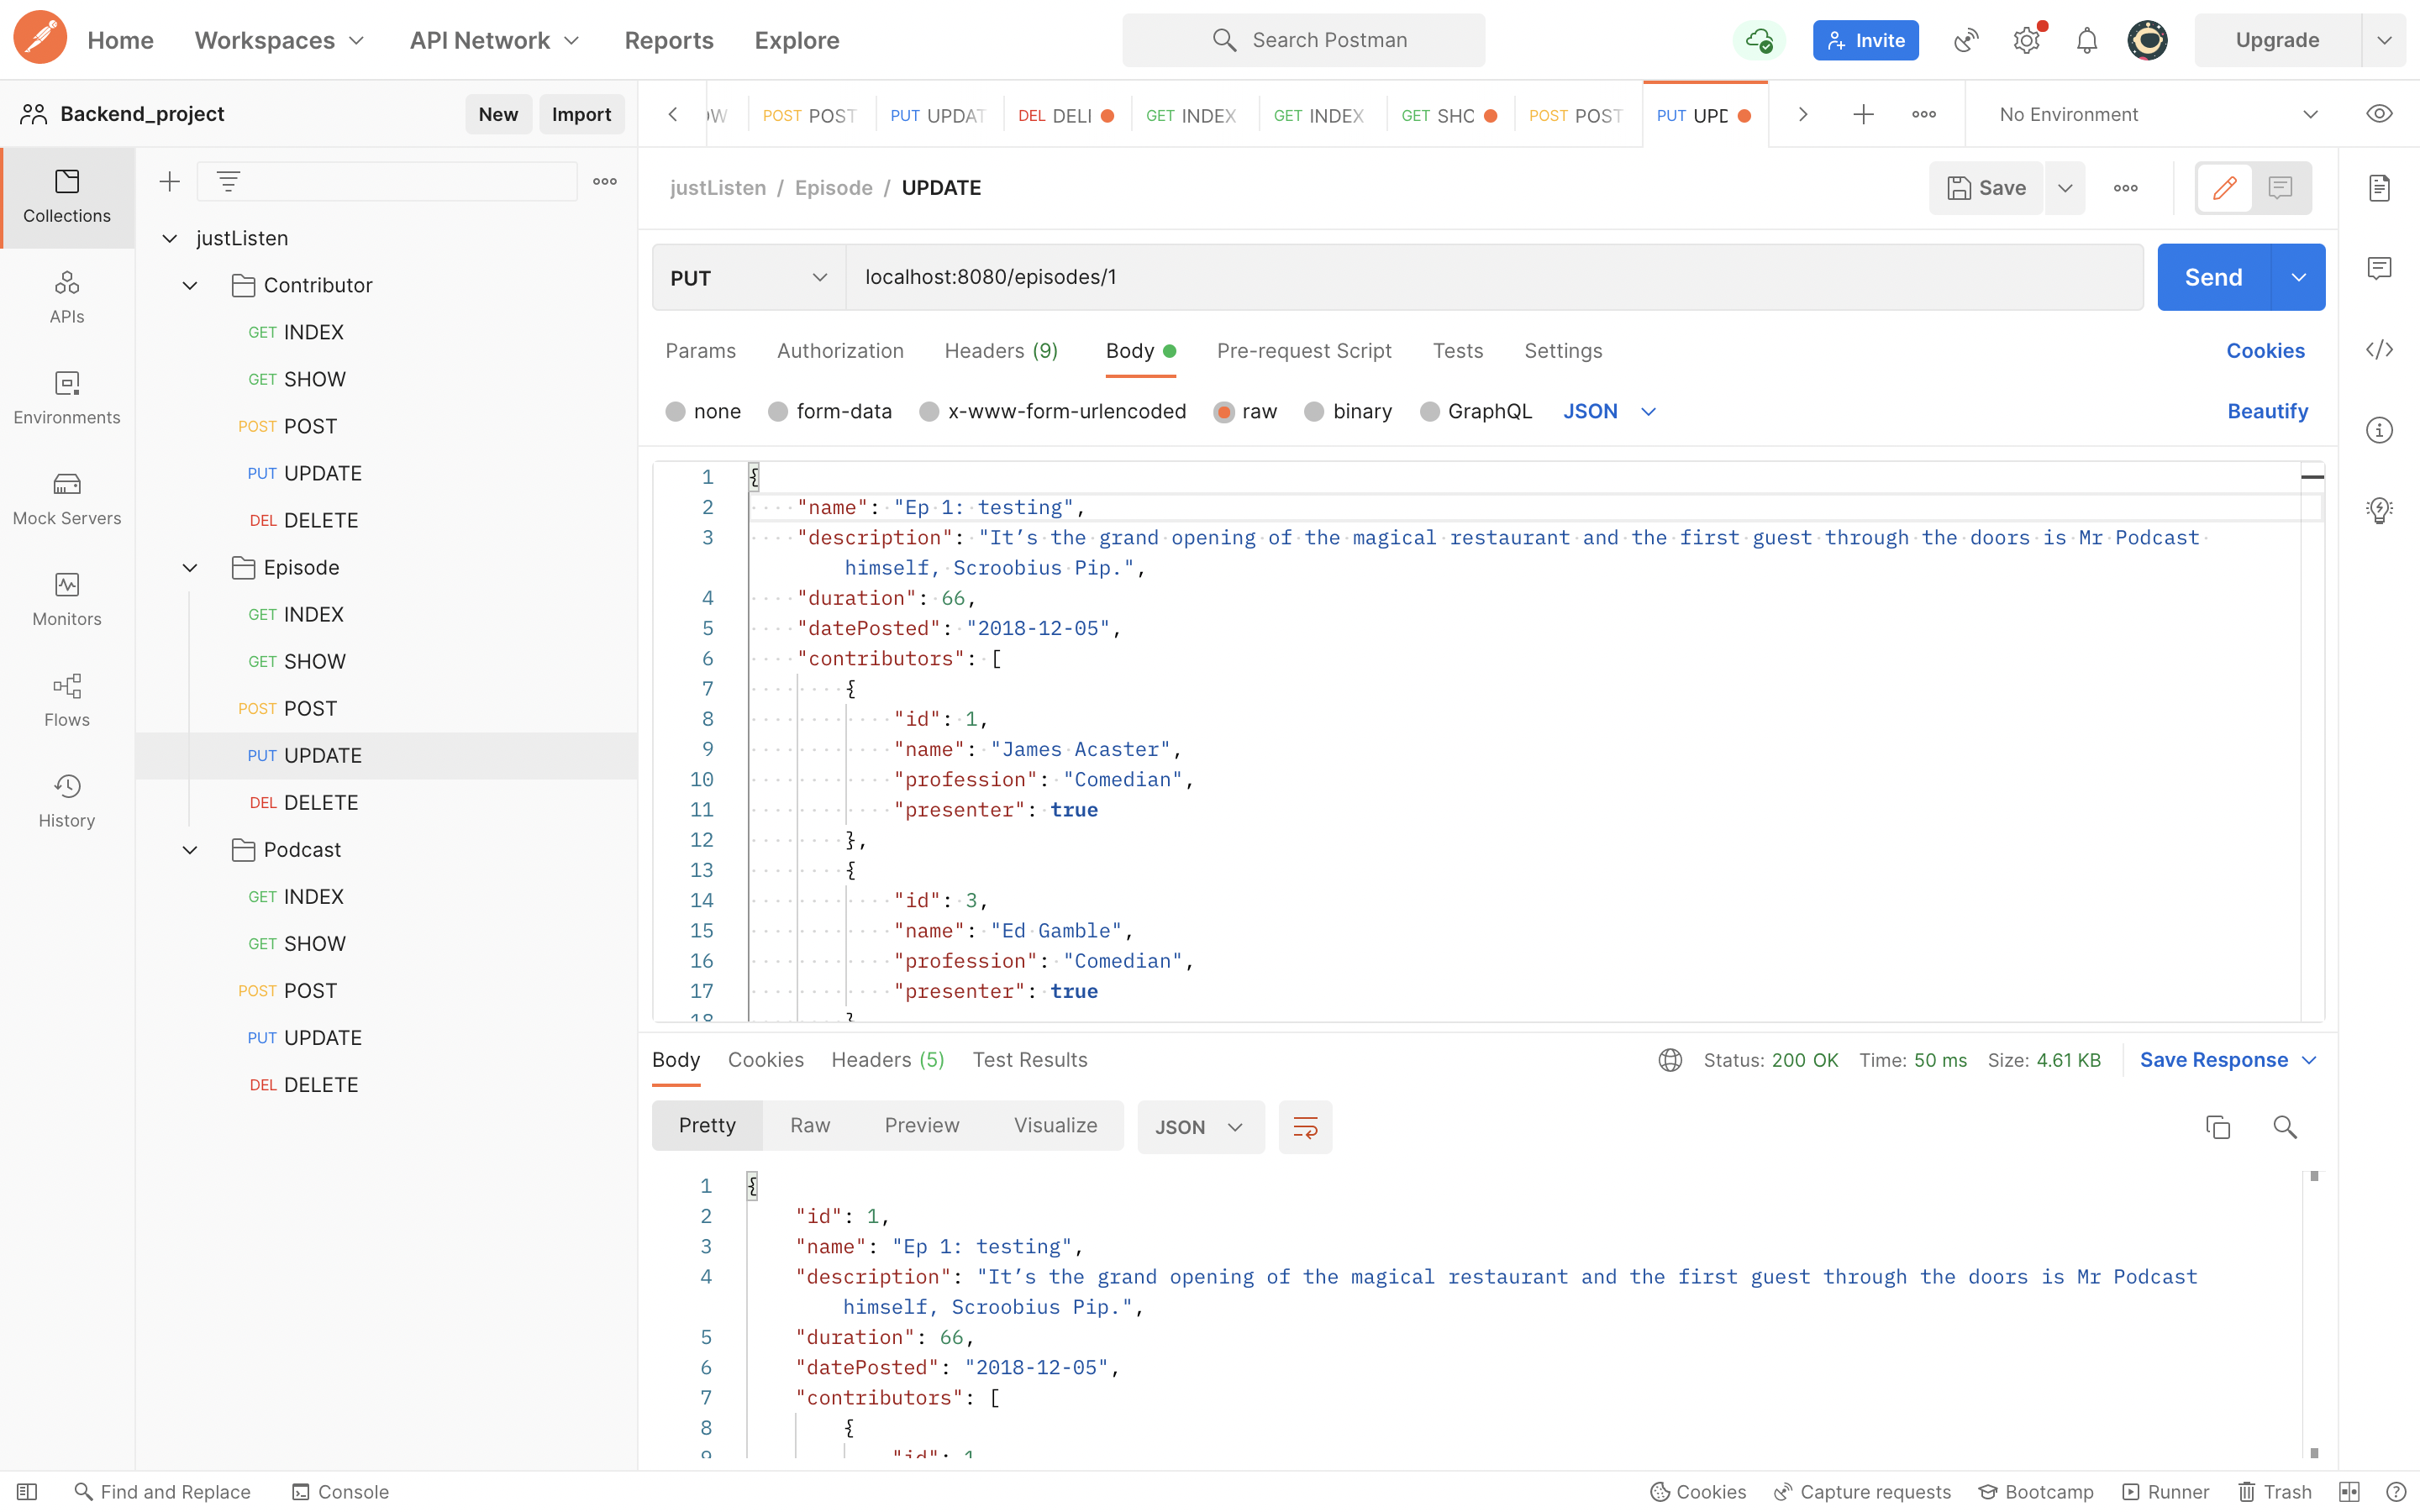 Home Workspaces API Network Reports Explore Search Postman Invite Upgrade
Backend_project New Import
OW POST POST PUT UPDAT DEL DELI GET INDEX GET INDEX GET SHC POST POST PUT UPD No Environment
Collections
APIs
Environments
Mock Servers
Monitors
Flows
History
justListen
Contributor
GET INDEX
GET SHOW
POST POST
PUT UPDATE
DEL DELETE
Episode
GET INDEX
GET SHOW
POST POST
PUT UPDATE
DEL DELETE
Podcast
GET INDEX
GET SHOW
POST POST
PUT UPDATE
DEL DELETE
justListen / Episode / UPDATE Save
PUT localhost:8080/episodes/1 Send
Params Authorization Headers (9) Body Pre-request Script Tests Settings Cookies
none form-data x-www-form-urlencoded raw binary GraphQL JSON Beautify
1 {
2 "name": "Ep 1: testing",
3 "description": "It’s the grand opening of the magical restaurant and the first guest through the doors is Mr Podcast
himself, Scroobius Pip.",
4 "duration": 66,
5 "datePosted": "2018-12-05",
6 "contributors": [
7 {
8 "id": 1,
9 "name": "James Acaster",
10 "profession": "Comedian",
11 "presenter": true
12 },
13 {
14 "id": 3,
15 "name": "Ed Gamble",
16 "profession": "Comedian",
17 "presenter": true
18 }
Body Cookies Headers (5) Test Results Status: 200 OK Time: 50 ms Size: 4.61 KB Save Response
Pretty Raw Preview Visualize JSON
1 {
2 "id": 1,
3 "name": "Ep 1: testing",
4 "description": "It’s the grand opening of the magical restaurant and the first guest through the doors is Mr Podcast
himself, Scroobius Pip.",
5 "duration": 66,
6 "datePosted": "2018-12-05",
7 "contributors": [
8 {
9 "id": 1
Find and Replace Console Cookies Capture requests Bootcamp Runner Trash